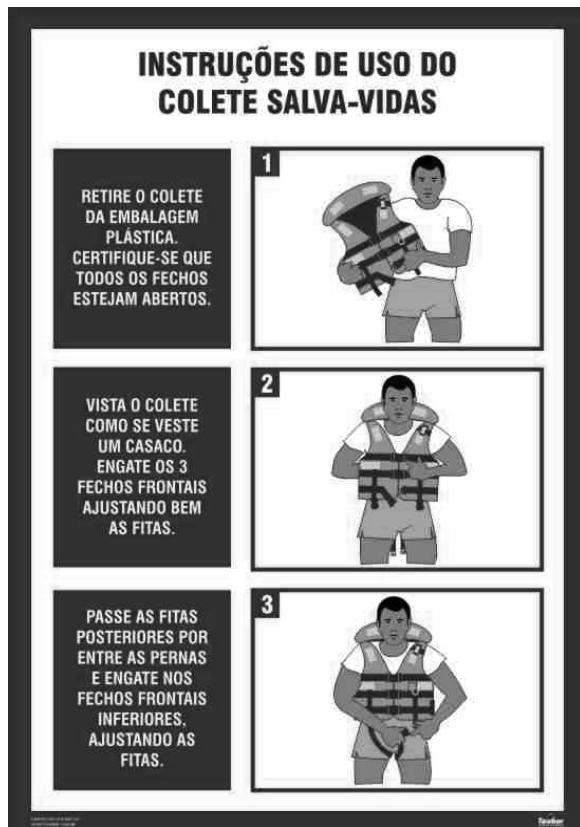 INSTRUÇÕES DE USO DO
COLETE SALVA-VIDAS
RETIRE O COLETE
DA EMBALAGEM
PLÁSTICA.
CERTIFIQUE-SE QUE
TODOS OS FECHOS
ESTEJAM ABERTOS.
1
VISTA O COLETE
COMO SE VESTE
UM CASACO.
ENGATE OS 3
FECHOS FRONTAIS
AJUSTANDO BEM
AS FITAS.
2
PASSE AS FITAS
POSTERIORES POR
ENTRE AS PERNAS
E ENGATE NOS
FECHOS FRONTAIS
INFERIORES,
AJUSTANDO AS
FITAS.
3